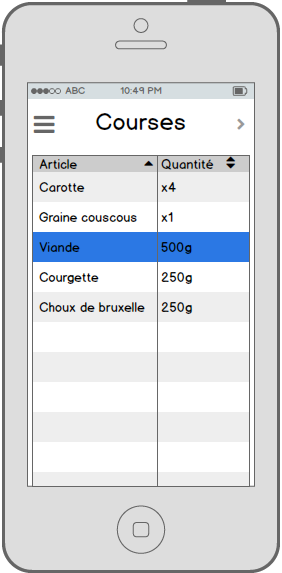 ABC 10:49 PM
Courses
Article Quantité
Carotte x4
Graine couscous x1
Viande 500g
Courgette 250g
Choux de bruxelle 250g